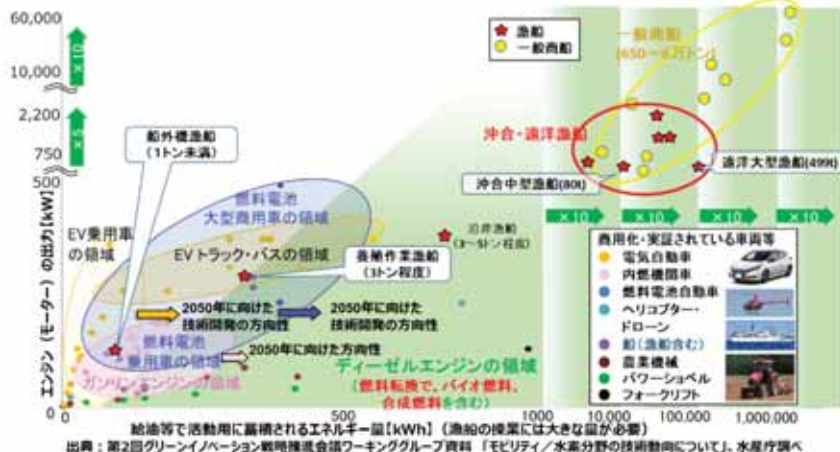 60,000
10,000
2,200
750
500
0
×10
×5
エンジン(モーター)の出力【kW】
漁船
一般商船
一般商船
(650〜6万トン)
沖合・遠洋漁船
遠洋大型漁船(499t)
沖合中型漁船(80t)
船外機漁船
(1トン未満)
燃料電池
大型商用車の領域
EV乗用車
の領域
EVトラック・バスの領域
養殖作業漁船
(3トン程度)
沿岸漁船
(3〜5トン程度)
×10
×10
×10
×10
2050年に向けた
技術開発の方向性
2050年に向けた
技術開発の方向性
燃料電池
乗用車の領域
2050年に向けた方向性
ガソリンエンジンの領域
ディーゼルエンジンの領域
(燃料転換で、バイオ燃料、
合成燃料を含む)
商用化・実証されている車両等
電気自動車
内燃機関車
燃料電池自動車
ヘリコプター・
ドローン
船(漁船含む)
農業機械
パワーショベル
フォークリフト
0
500
1000
10,000
100,000
1,000,000
給油等で活動用に蓄積されるエネルギー量【kWh】(漁船の操業には大きな量が必要)
出典:第2回グリーンイノベーション戦略推進会議ワーキンググループ資料 「モビリティ/水素分野の技術動向について」、水産庁調べ